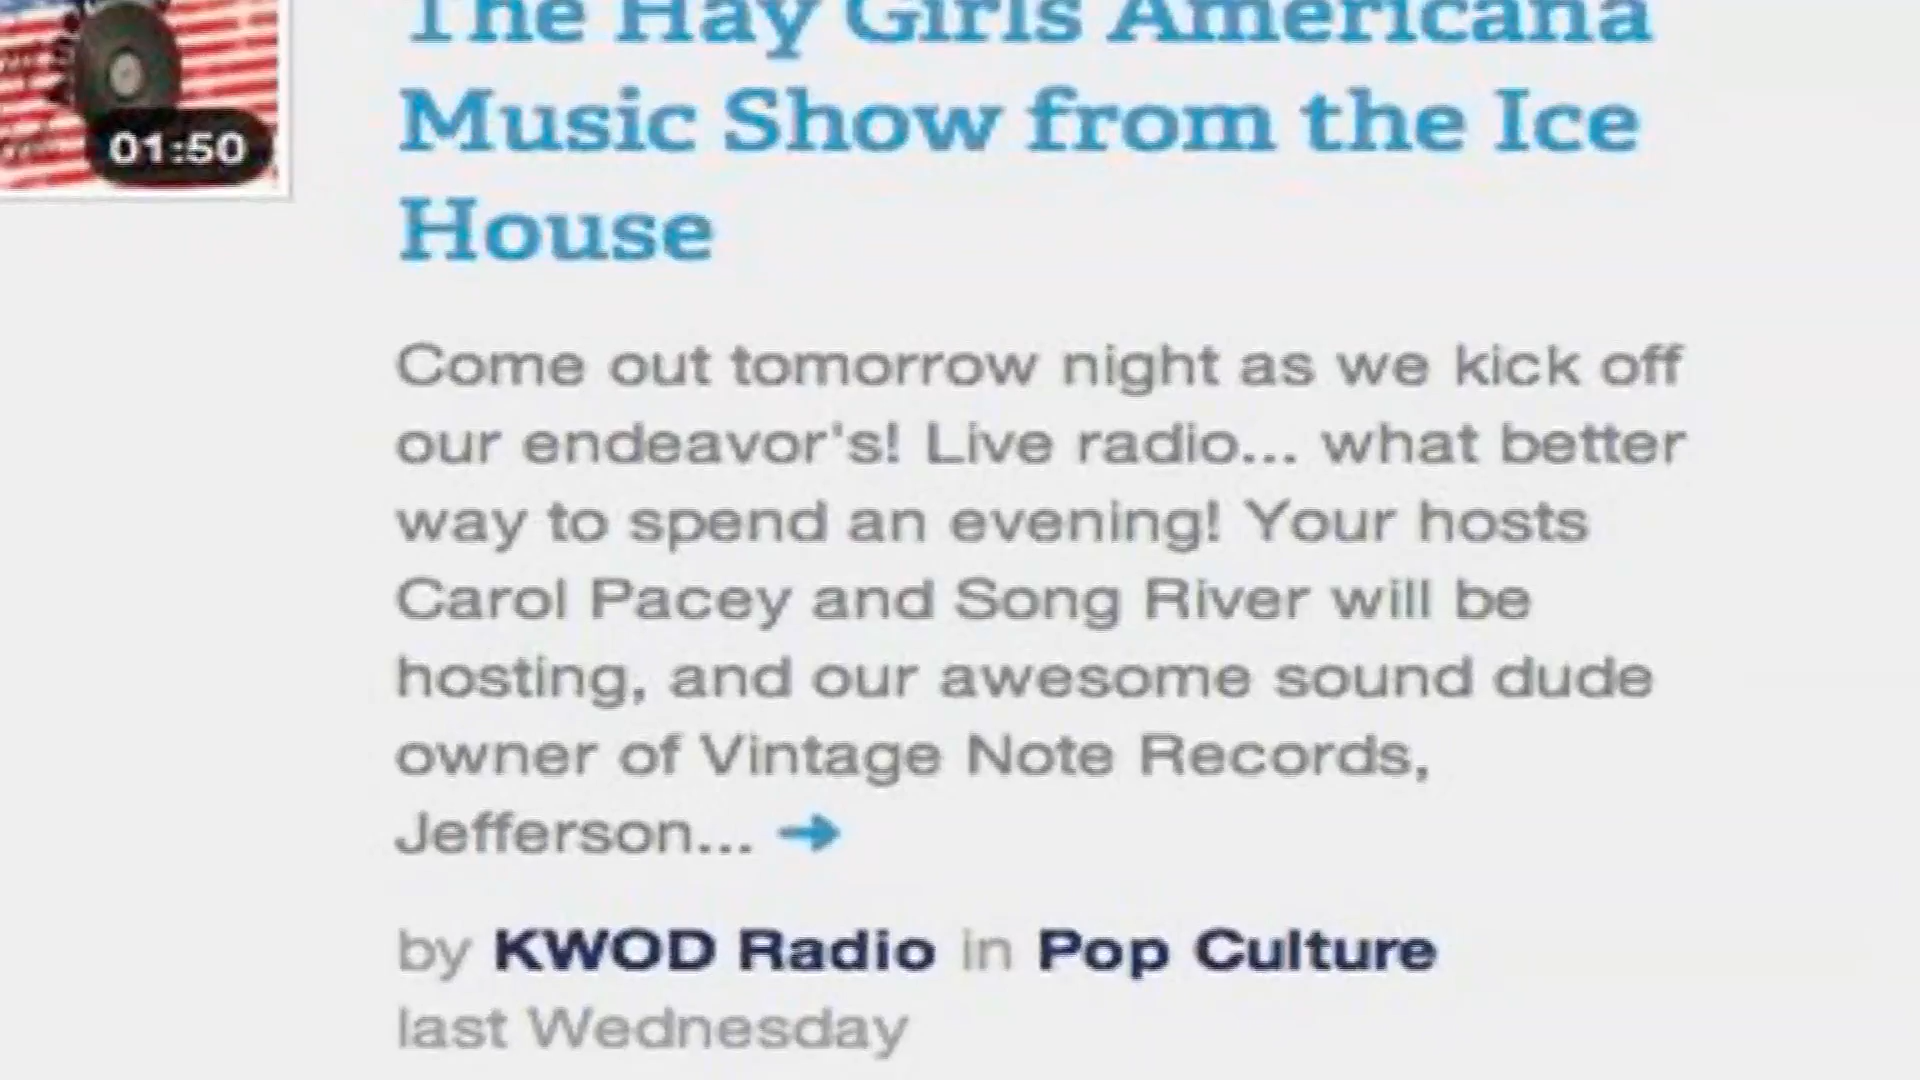 The Hay Girls Americana
Music Show from the Ice
House
01:50
Come out tomorrow night as we kick off
our endeavor's! Live radio... what better
way to spend an evening! Your hosts
Carol Pacey and Song River will be
hosting, and our awesome sound dude
owner of Vintage Note Records,
Jefferson... →
by KWOD Radio in Pop Culture
last Wednesday